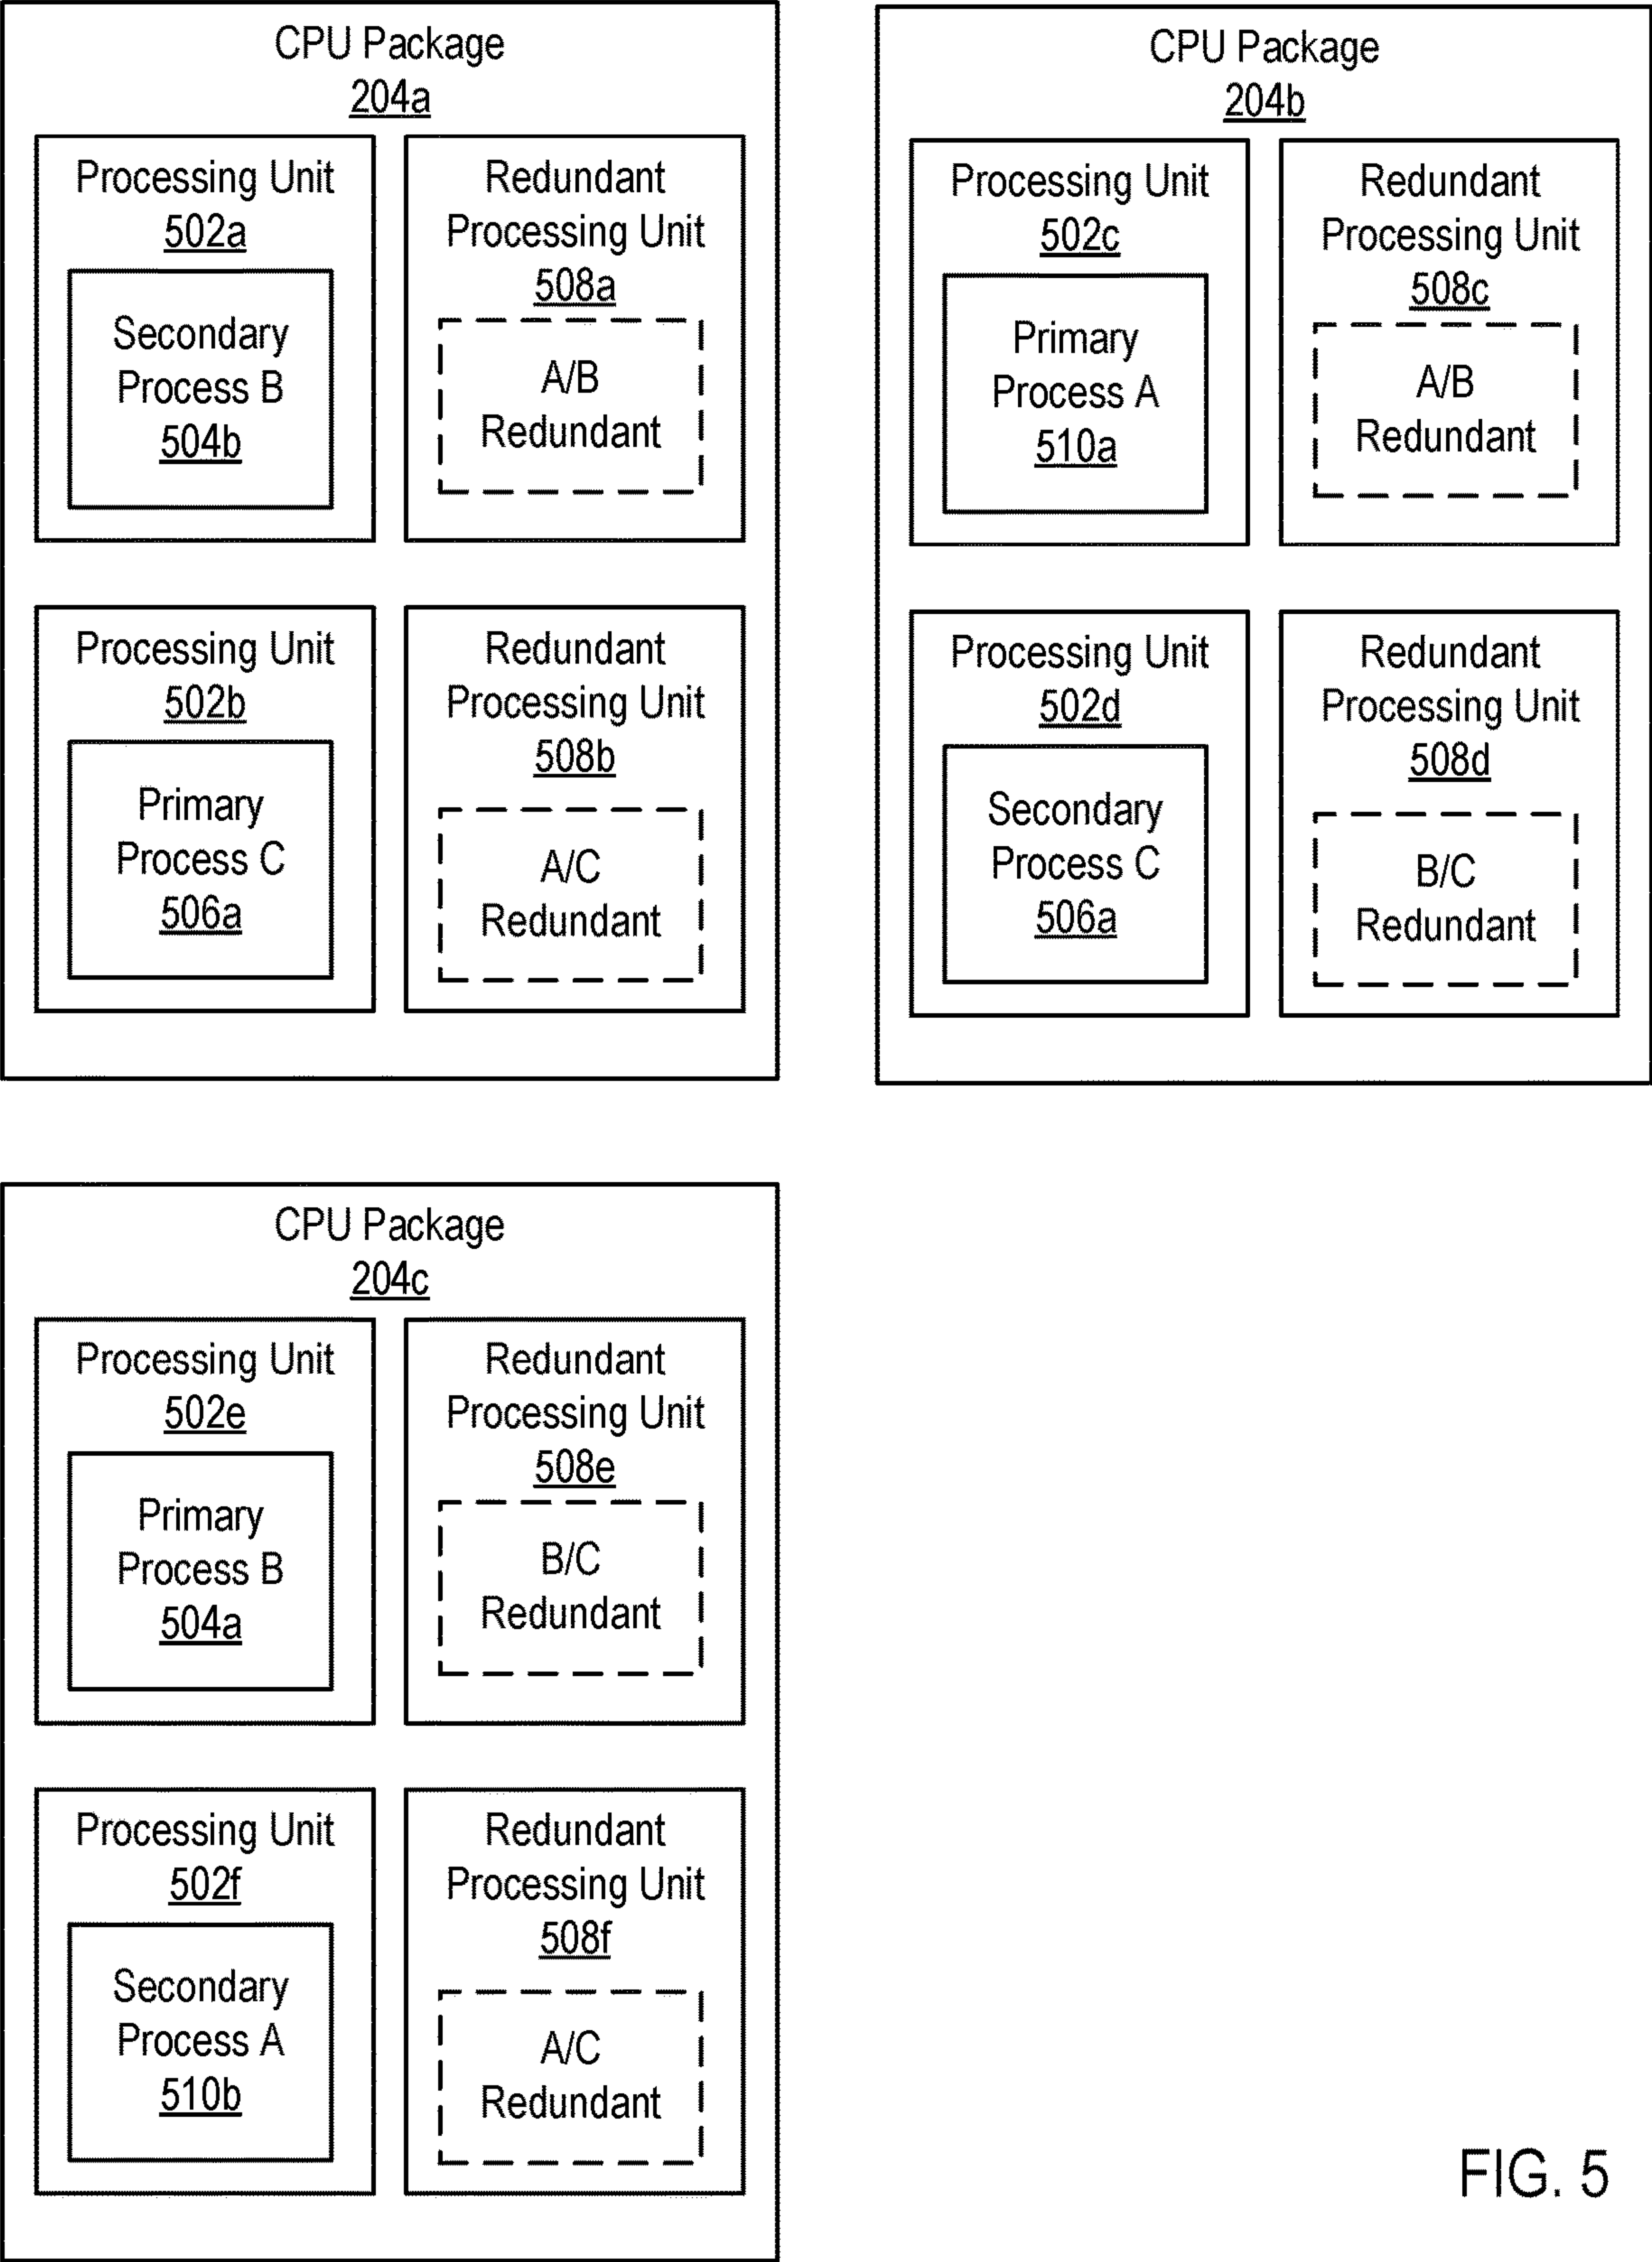 CPU Package
204a
Processing Unit
502a
Secondary
Process B
504b
Redundant
Processing Unit
508a
A/B
Redundant
Processing Unit
502b
Primary
Process C
506a
Redundant
Processing Unit
508b
A/C
Redundant
CPU Package
204b
Processing Unit
502c
Primary
Process A
510a
Redundant
Processing Unit
508c
A/B
Redundant
Processing Unit
502d
Secondary
Process C
506a
Redundant
Processing Unit
508d
B/C
Redundant
CPU Package
204c
Processing Unit
502e
Primary
Process B
504a
Redundant
Processing Unit
508e
B/C
Redundant
Processing Unit
502f
Secondary
Process A
510b
Redundant
Processing Unit
508f
A/C
Redundant
FIG. 5